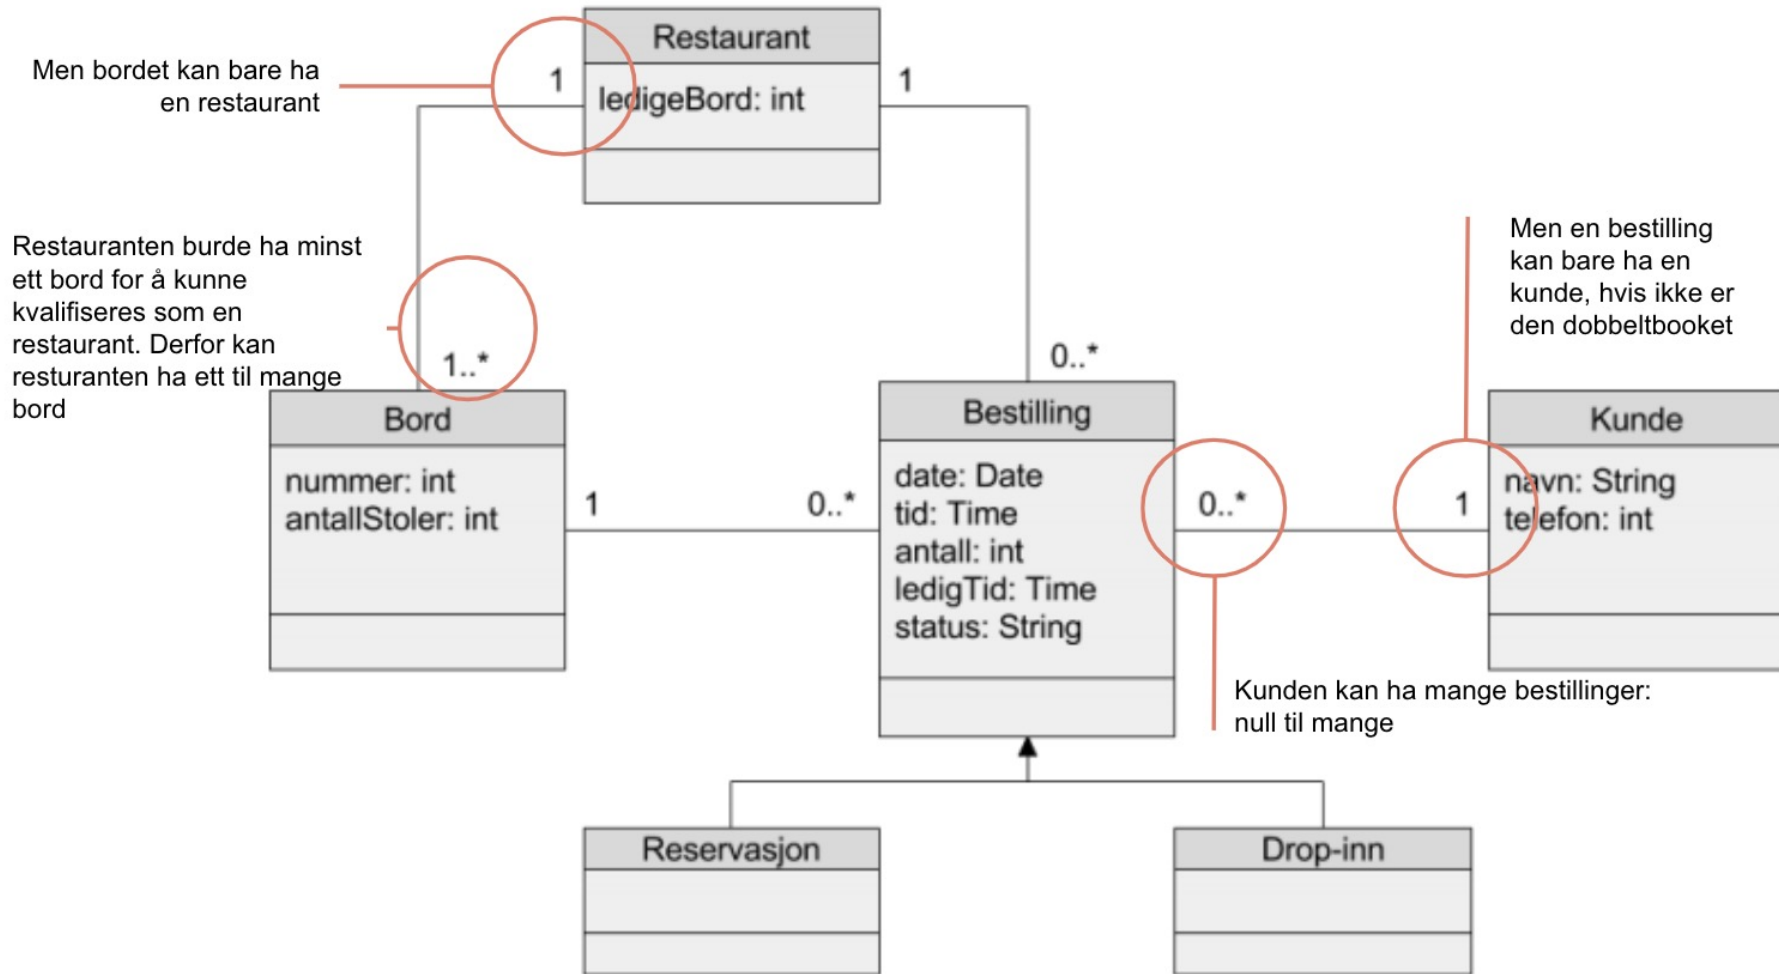 Restaurant
ledigeBord: int
1
1
Men bordet kan bare ha
en restaurant
Restauranten burde ha minst
ett bord for å kunne
kvalifiseres som en
restaurant. Derfor kan
resturanten ha ett til mange
bord
1..*
0..*
Men en bestilling
kan bare ha en
kunde, hvis ikke er
den dobbeltbooket
Bord
nummer: int
antallStoler: int
1
0..*
Bestilling
date: Date
tid: Time
antall: int
ledigTid: Time
status: String
0..*
1
Kunde
navn: String
telefon: int
Kunden kan ha mange bestillinger:
null til mange
Reservasjon
Drop-inn